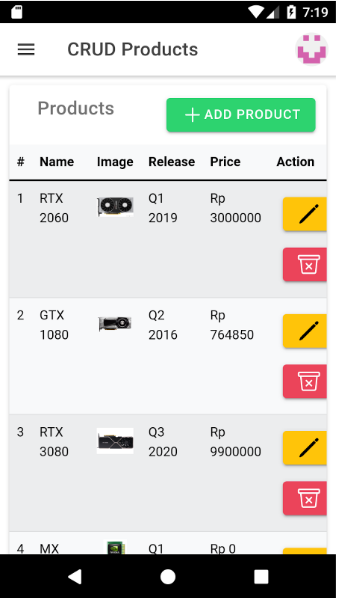 7:19
CRUD Products
Products
+ ADD PRODUCT
# Name Image Release Price Action
1 RTX 2060 Q1 2019 Rp 3000000
2 GTX 1080 Q2 2016 Rp 764850
3 RTX 3080 Q3 2020 Rp 9900000
4 MX Q1 Rp 0